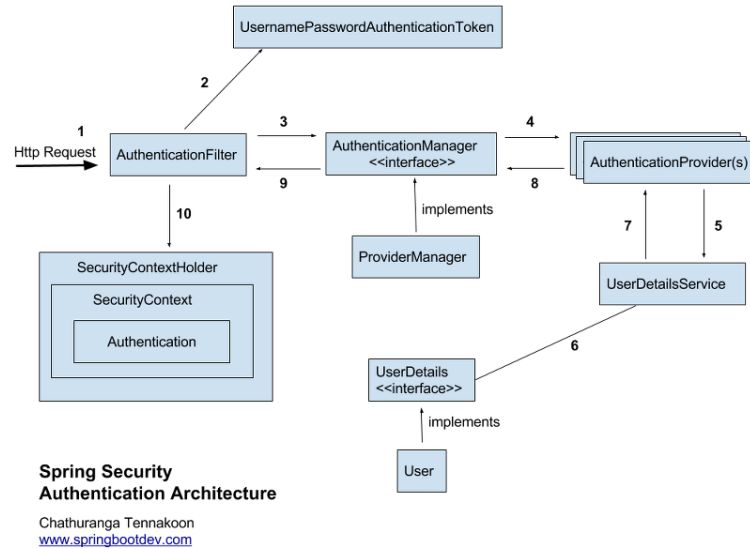 UsernamePasswordAuthenticationToken
2
1
3
4
Http Request
AuthenticationFilter
AuthenticationManager
<<interface>>
AuthenticationProvider(s)
9
8
10
implements
7
5
SecurityContextHolder
ProviderManager
SecurityContext
UserDetailsService
Authentication
6
UserDetails
<<interface>>
implements
User
Spring Security
Authentication Architecture
Chathuranga Tennakoon
www.springbootdev.com